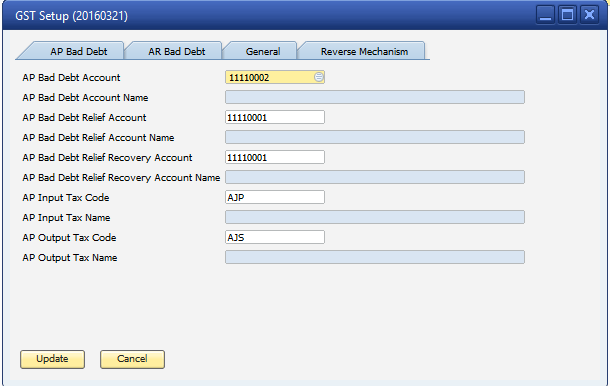 GST Setup (20160321)
AP Bad Debt AR Bad Debt General Reverse Mechanism
AP Bad Debt Account 11110002
AP Bad Debt Account Name
AP Bad Debt Relief Account 11110001
AP Bad Debt Relief Account Name
AP Bad Debt Relief Recovery Account 11110001
AP Bad Debt Relief Recovery Account Name
AP Input Tax Code AJP
AP Input Tax Name
AP Output Tax Code AJS
AP Output Tax Name
Update Cancel